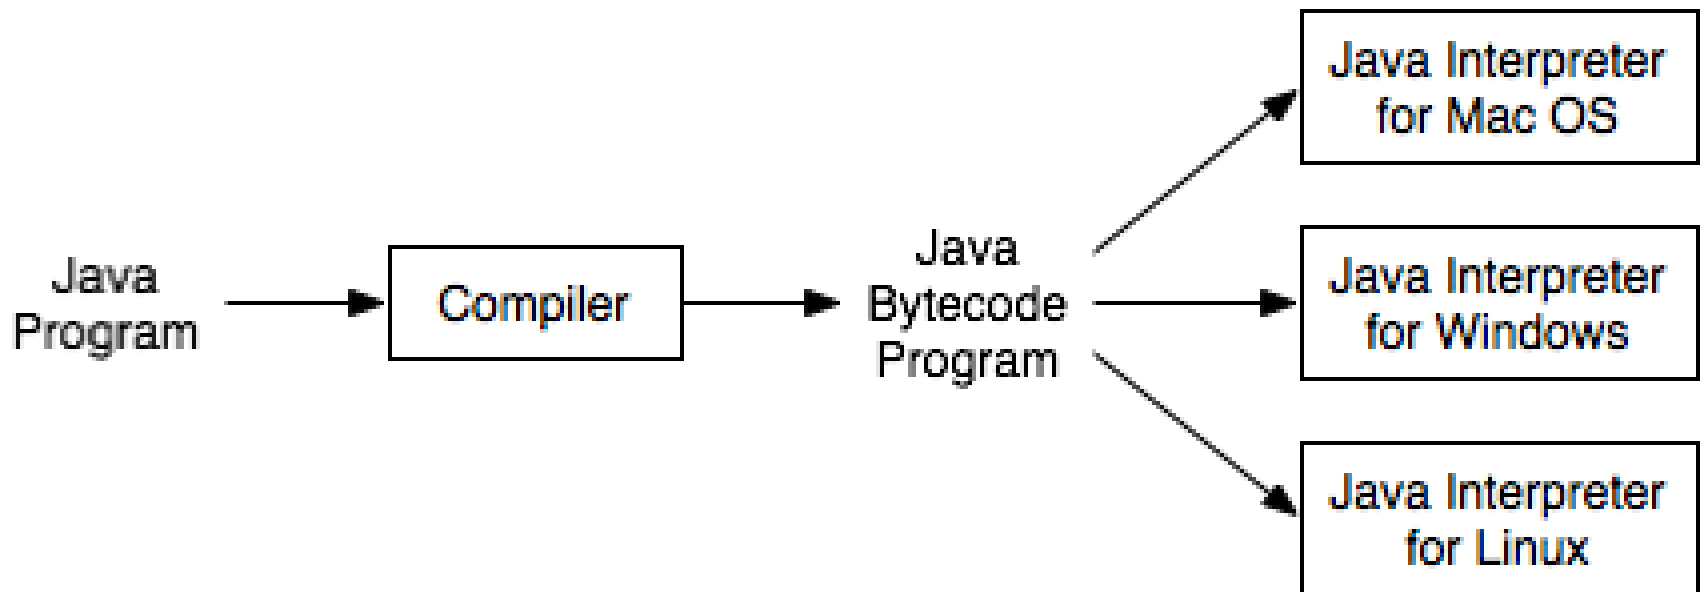 Java
Program
Compiler
Java
Bytecode
Program
Java Interpreter
for Mac OS
Java Interpreter
for Windows
Java Interpreter
for Linux